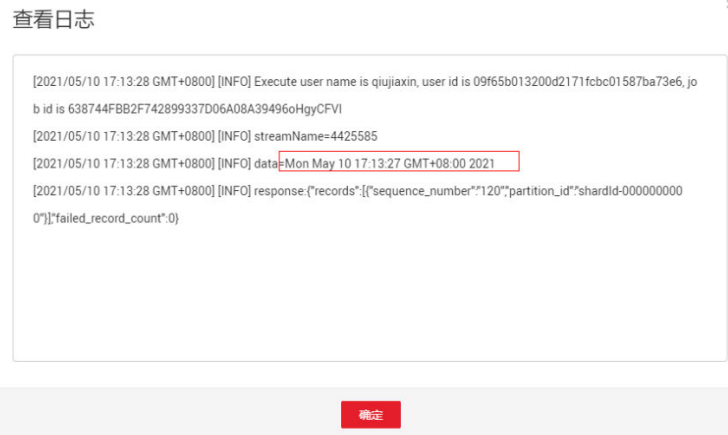 查看日志
[2021/05/10 17:13:28 GMT+0800] [INFO] Execute user name is qiujiaxin, user id is 09f65b013200d2171fcbc01587ba73e6, jo
b id is 638744FBB2F742899337D06A08A39496oHgyCFVI
[2021/05/10 17:13:28 GMT+0800] [INFO] streamName=4425585
[2021/05/10 17:13:28 GMT+0800] [INFO] data=Mon May 10 17:13:27 GMT+08:00 2021
[2021/05/10 17:13:28 GMT+0800] [INFO] response:{"records":[{"sequence_number":"120","partition_id":"shardId-000000000
0"}],"failed_record_count":0}
确定